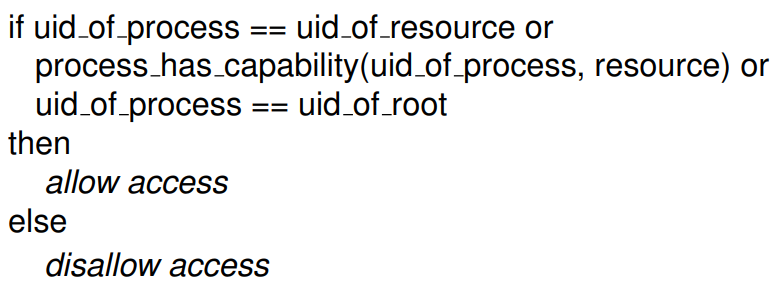 if uid_of_process == uid_of_resource or
process_has_capability(uid_of_process, resource) or
uid_of_process == uid_of_root
then
allow access
else
disallow access